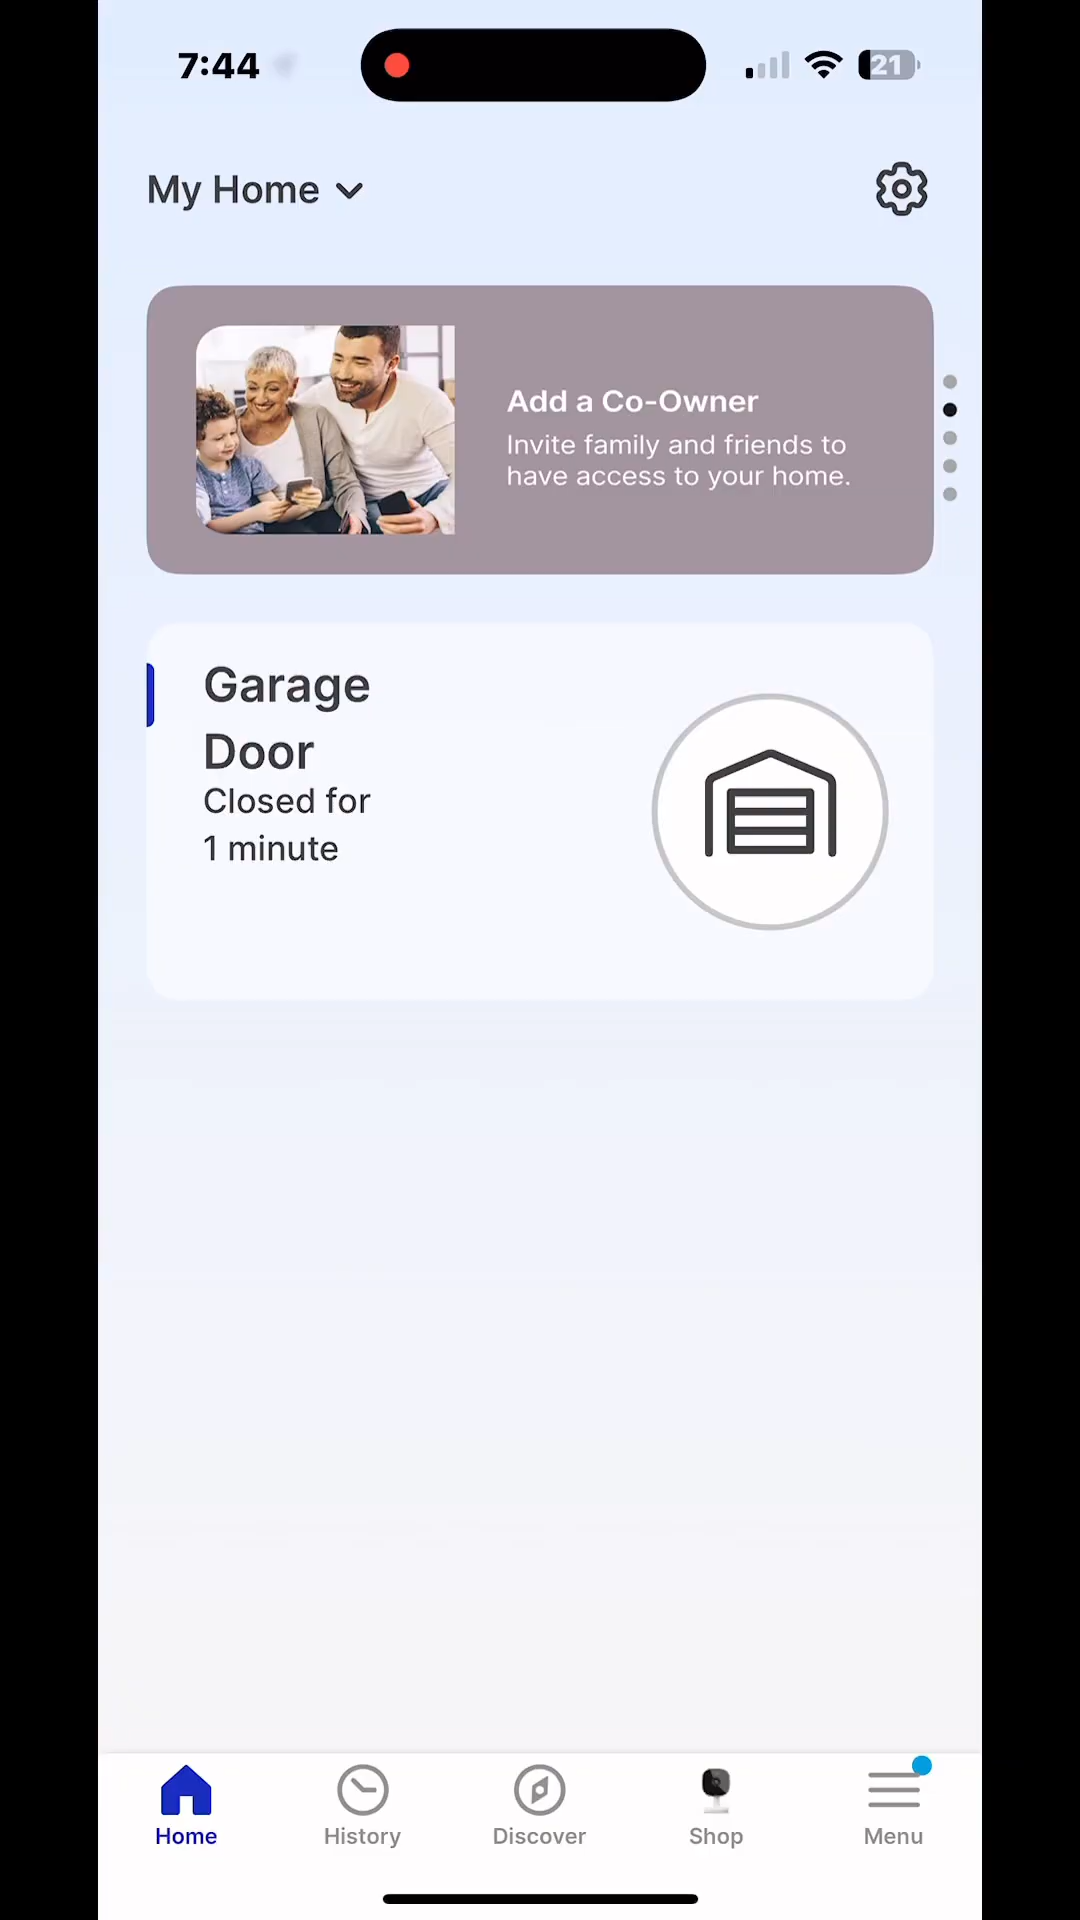 7:44
21
My Home
Add a Co-Owner
Invite family and friends to
have access to your home.
Garage
Door
Closed for
1 minute
Home
History
Discover
Shop
Menu